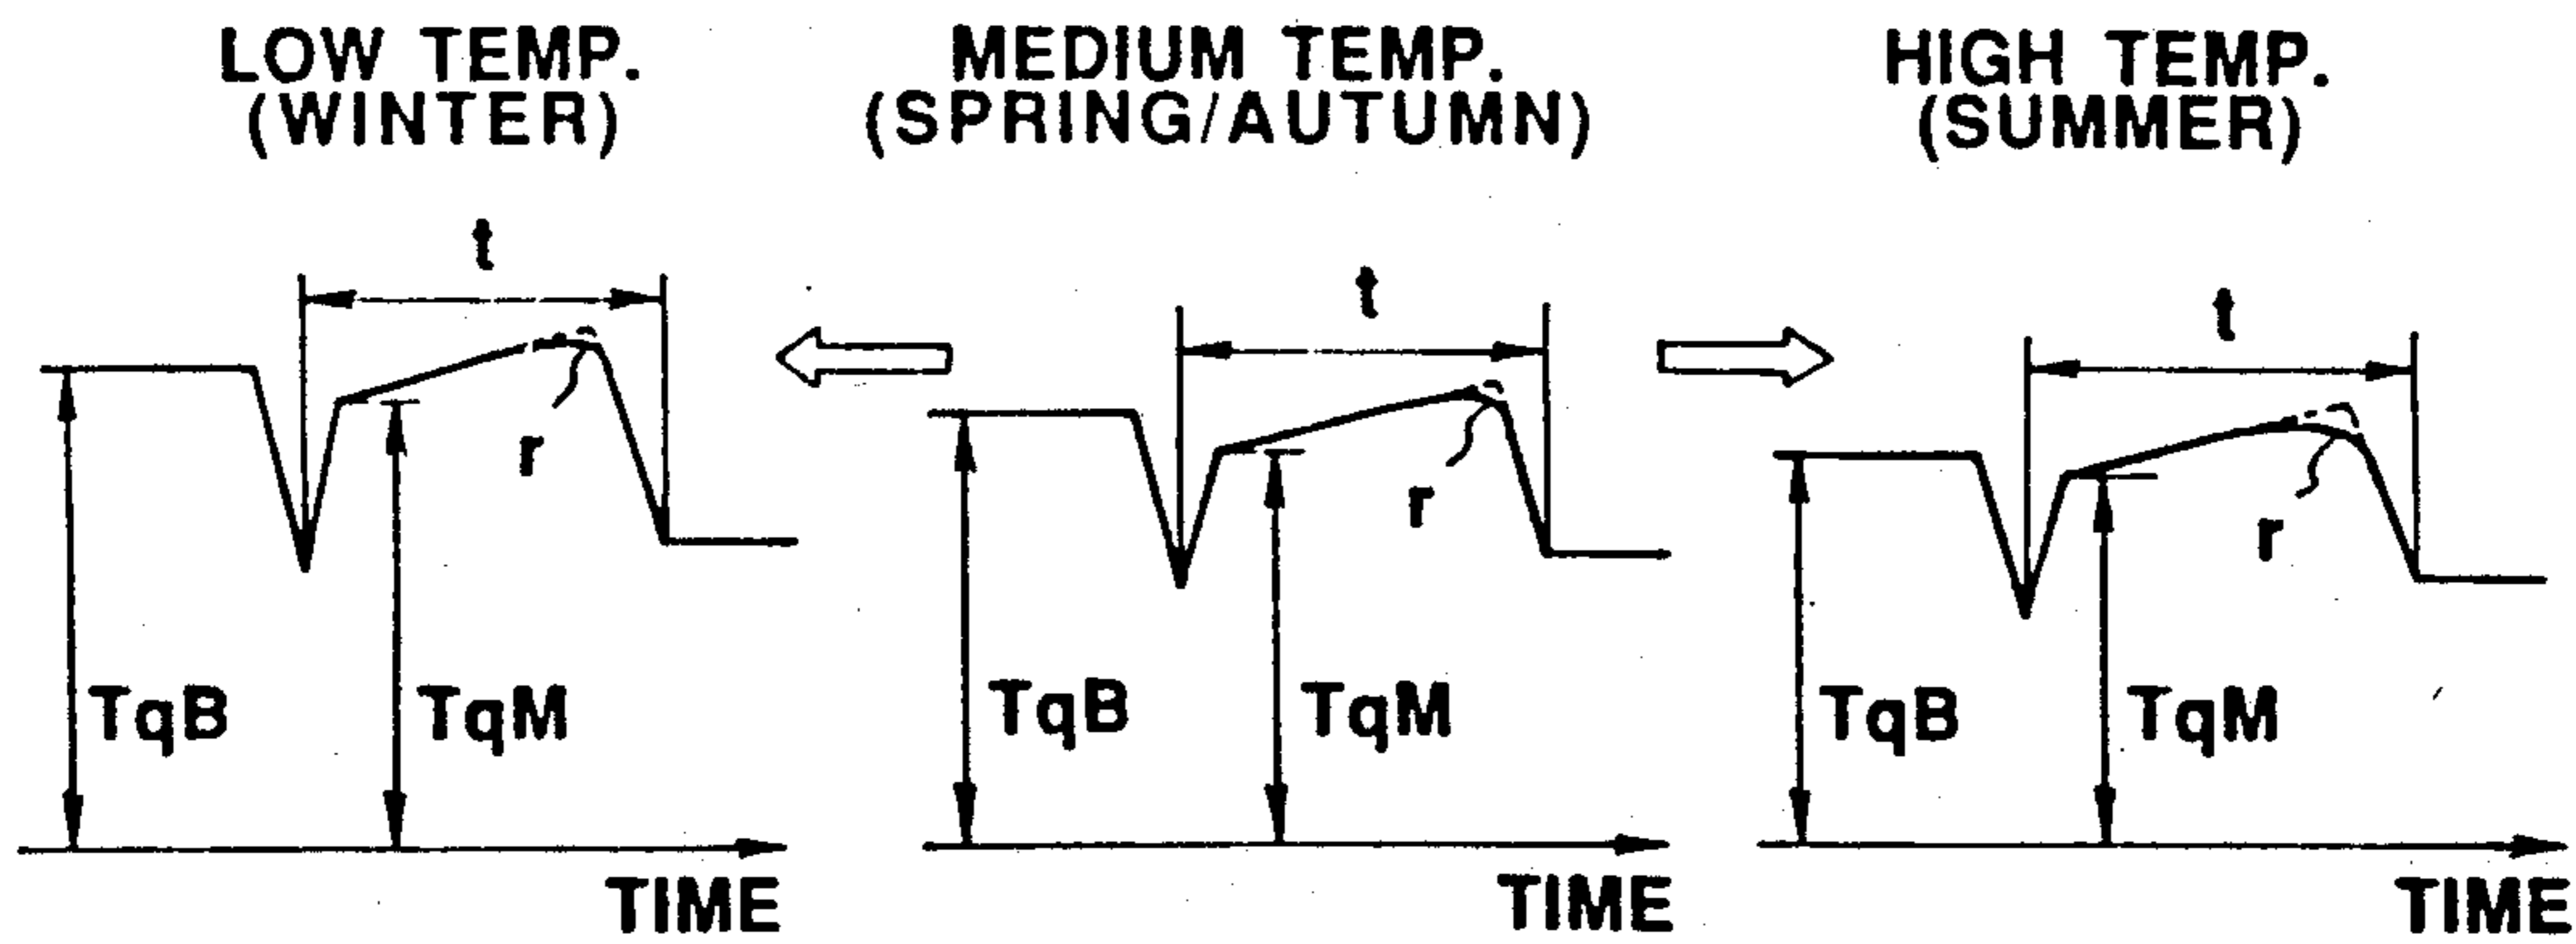 LOW TEMP.
(WINTER)
MEDIUM TEMP.
(SPRING/AUTUMN)
HIGH TEMP.
(SUMMER)
t
t
t
r
r
r
TqB
TqM
TqB
TqM
TqB
TqM
TIME
TIME
TIME